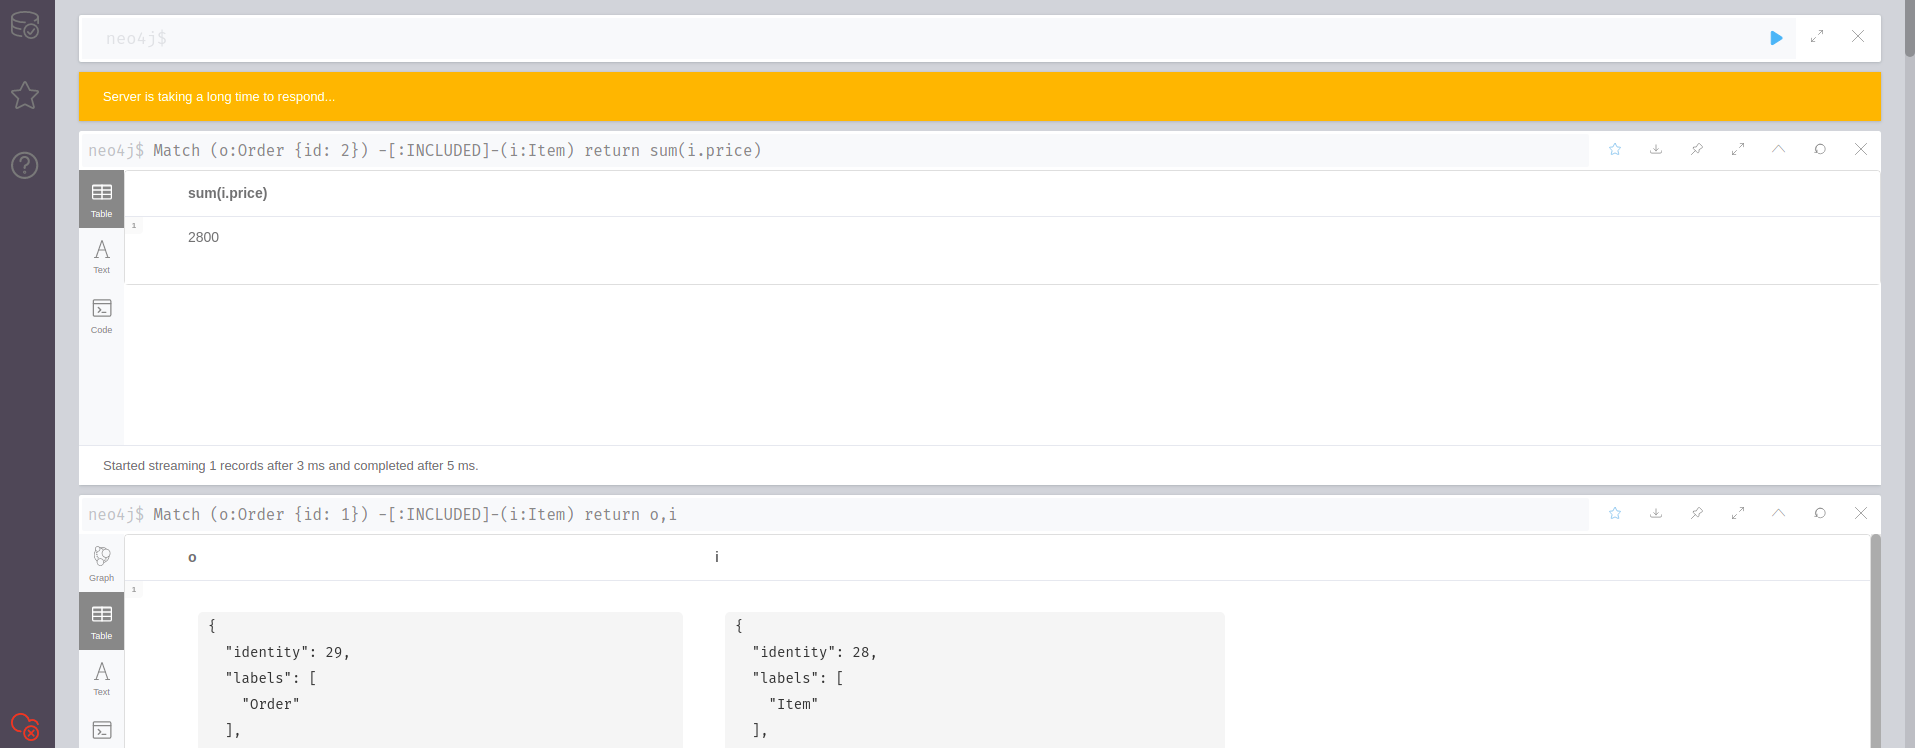 neo4j$
Server is taking a long time to respond...
neo4j$ Match (o:Order {id: 2}) -[:INCLUDED]-(i:Item) return sum(i.price)
sum(i.price)
Table
1
2800
Text
Code
Started streaming 1 records after 3 ms and completed after 5 ms.
neo4j$ Match (o:Order {id: 1}) -[:INCLUDED]-(i:Item) return o,i
o i
Graph
1
Table
Text
{
"identity": 29,
"labels": [
"Order"
],
{
"identity": 28,
"labels": [
"Item"
],